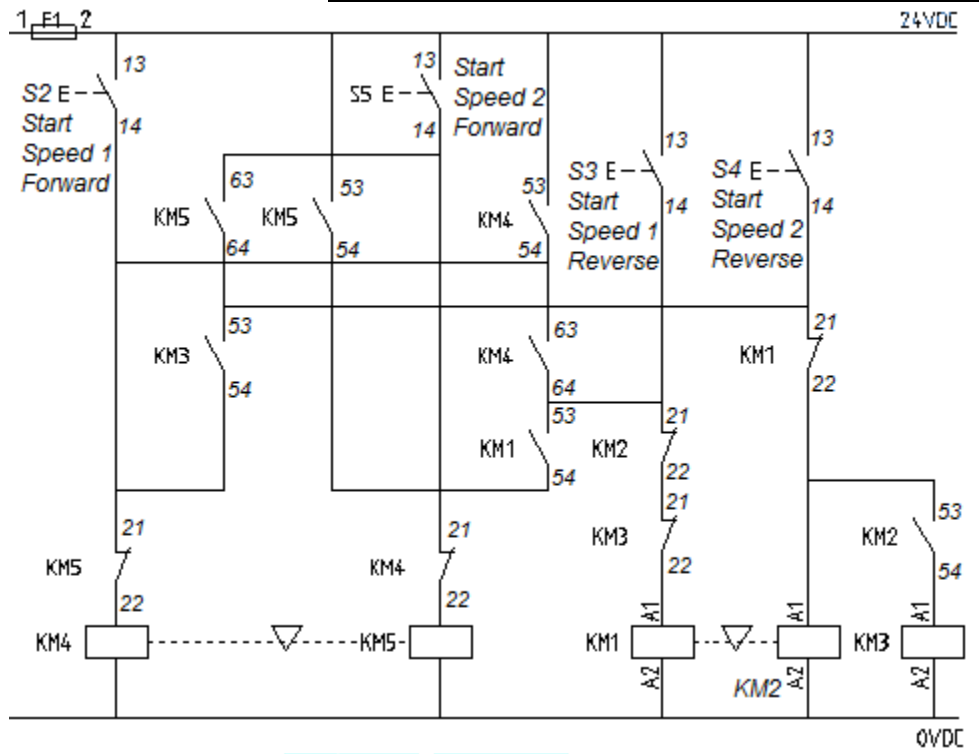 1 F1 2
24VDC
13
S2 E
Start
Speed 1
Forward
14
13
S5 E
14
Start
Speed 2
Forward
13
S3 E
Start
Speed 1
Reverse
14
13
S4 E
Start
Speed 2
Reverse
14
63
KM5
64
53
KM5
54
53
KM4
54
53
KM3
54
63
KM4
64
21
KM1
22
53
KM1
54
21
KM2
22
21
KM3
22
21
KM5
22
21
KM4
22
53
KM2
54
KM4
KM5
KM1
A1
A2
A1
KM2
A2
KM3
A1
A2
0VDC